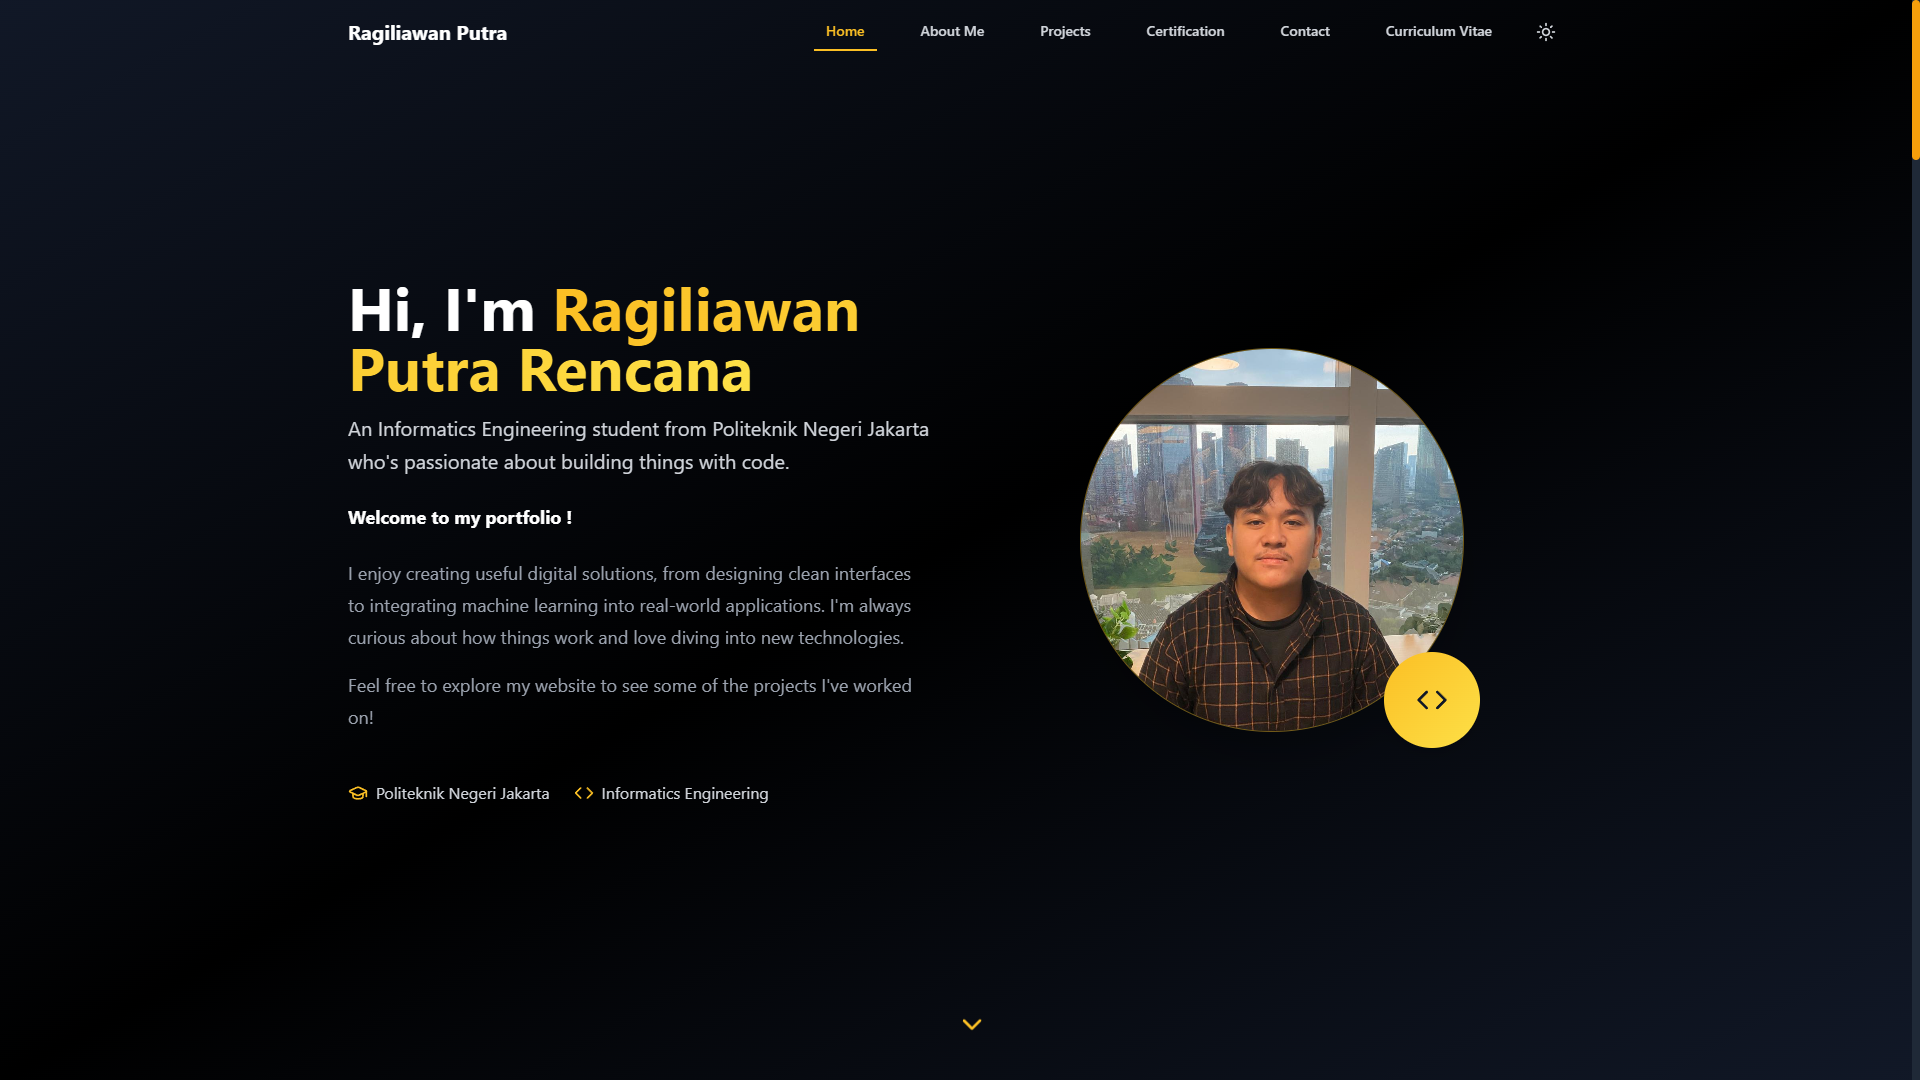 Ragiliawan Putra
Home
About Me
Projects
Certification
Contact
Curriculum Vitae
Hi, I'm Ragiliawan
Putra Rencana
An Informatics Engineering student from Politeknik Negeri Jakarta
who's passionate about building things with code.
Welcome to my portfolio !
I enjoy creating useful digital solutions, from designing clean interfaces
to integrating machine learning into real-world applications. I'm always
curious about how things work and love diving into new technologies.
Feel free to explore my website to see some of the projects I've worked
on!
Politeknik Negeri Jakarta
Informatics Engineering